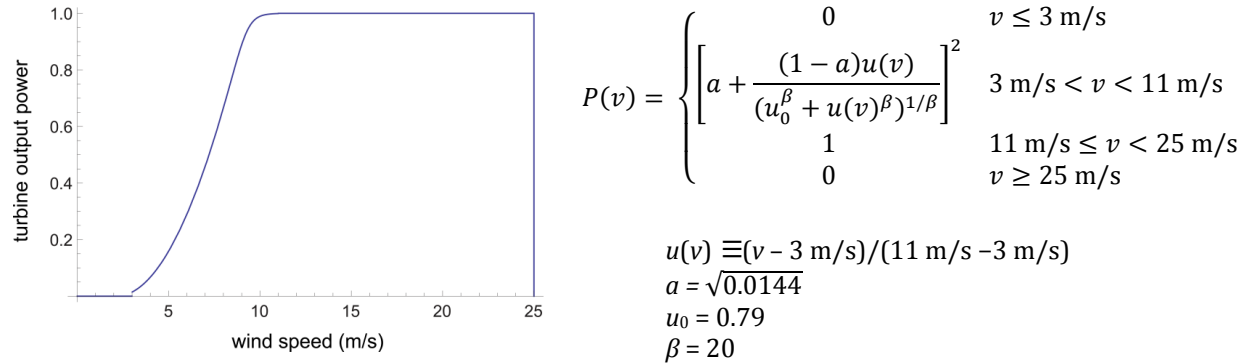 1.0
0.8
0.6
0.4
0.2
turbine output power
5 10 15 20 25
wind speed (m/s)
P(v) =
0 v ≤ 3 m/s
[a + (1 − a)u(v) / (u₀^β + u(v)^β)^1/β]² 3 m/s < v < 11 m/s
1 11 m/s ≤ v < 25 m/s
0 v ≥ 25 m/s
u(v) ≡(v – 3 m/s)/(11 m/s –3 m/s)
a = √0.0144
u₀ = 0.79
β = 20